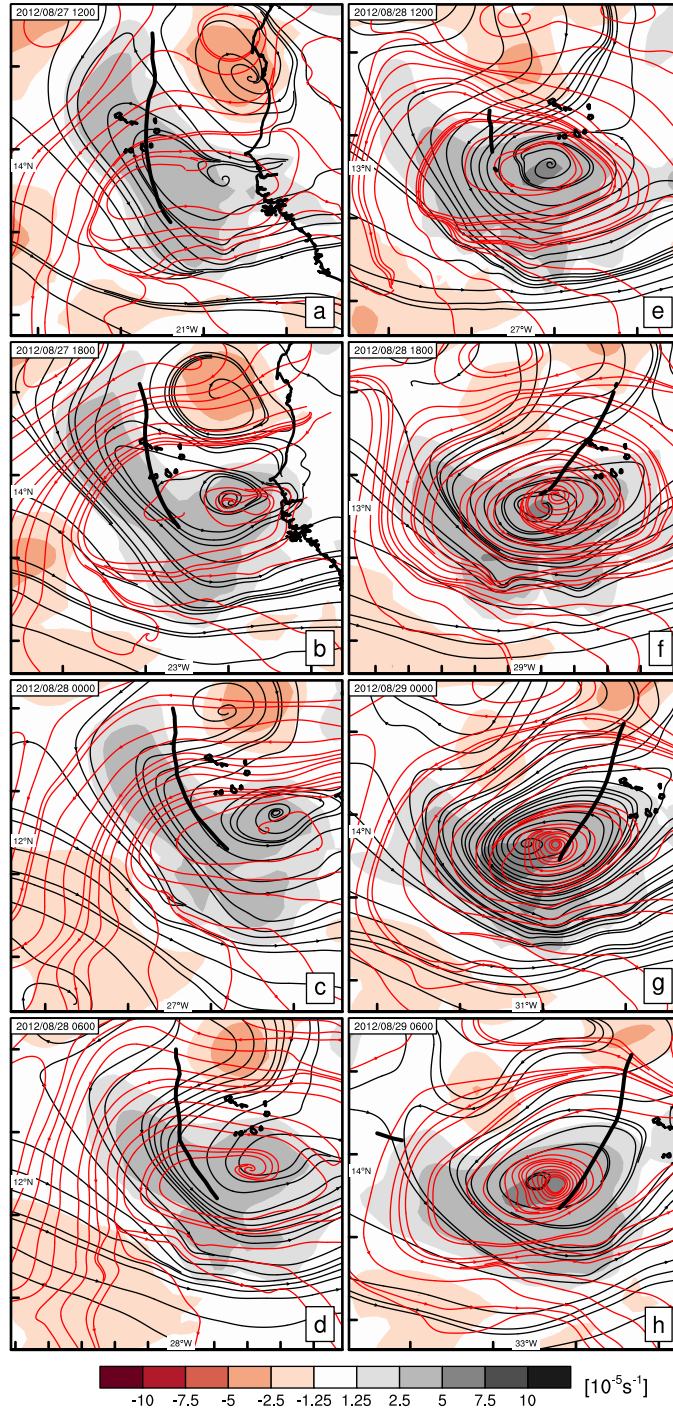 2012/08/27 1200
14°N
21°W
a
2012/08/28 1200
13°N
27°W
e
2012/08/27 1800
14°N
23°W
b
2012/08/28 1800
13°N
29°W
f
2012/08/28 0000
12°N
27°W
c
2012/08/29 0000
14°N
31°W
g
2012/08/28 0600
12°N
28°W
d
2012/08/29 0600
14°N
33°W
h
-10 -7.5 -5 -2.5 -1.25 1.25 2.5 5 7.5 10
[10⁻⁵s⁻¹]